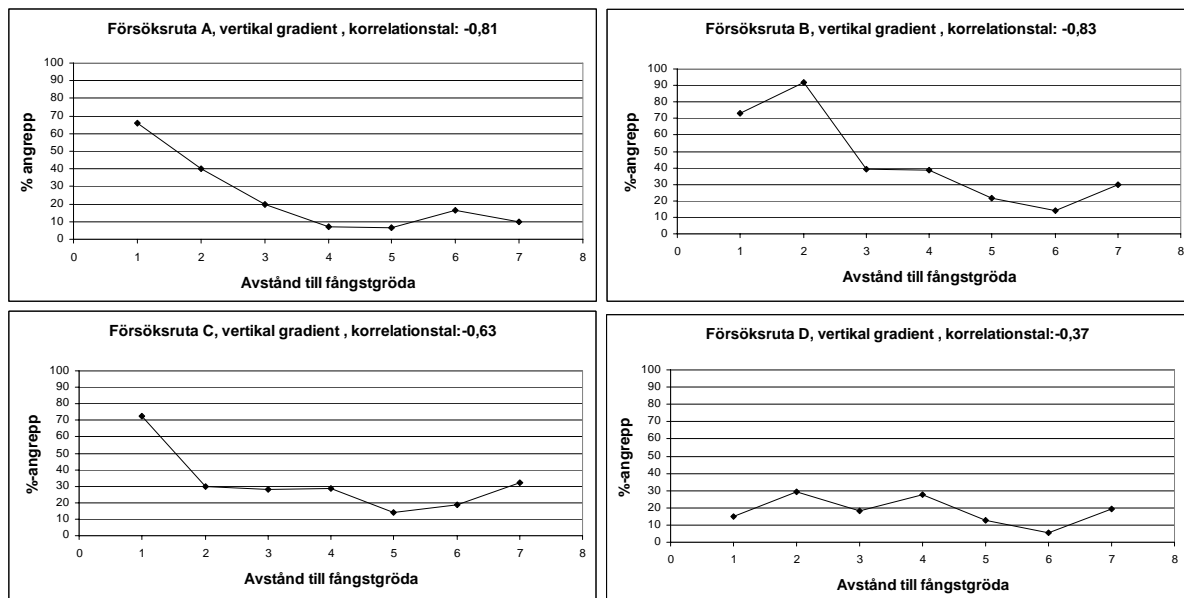 Försöksruta A, vertikal gradient , korrelationstal: -0,81
100
90
80
70
60
50
40
30
20
10
0
% angrepp
0 1 2 3 4 5 6 7 8
Avstånd till fångstgröda
Försöksruta B, vertikal gradient , korrelationstal: -0,83
100
90
80
70
60
50
40
30
20
10
0
%-angrepp
0 1 2 3 4 5 6 7 8
Avstånd till fångstgröda
Försöksruta C, vertikal gradient , korrelationstal:-0,63
100
90
80
70
60
50
40
30
20
10
0
%-angrepp
0 1 2 3 4 5 6 7 8
Avstånd till fångstgröda
Försöksruta D, vertikal gradient , korrelationstal:-0,37
100
90
80
70
60
50
40
30
20
10
0
%-angrepp
0 1 2 3 4 5 6 7 8
Avstånd till fångstgröda